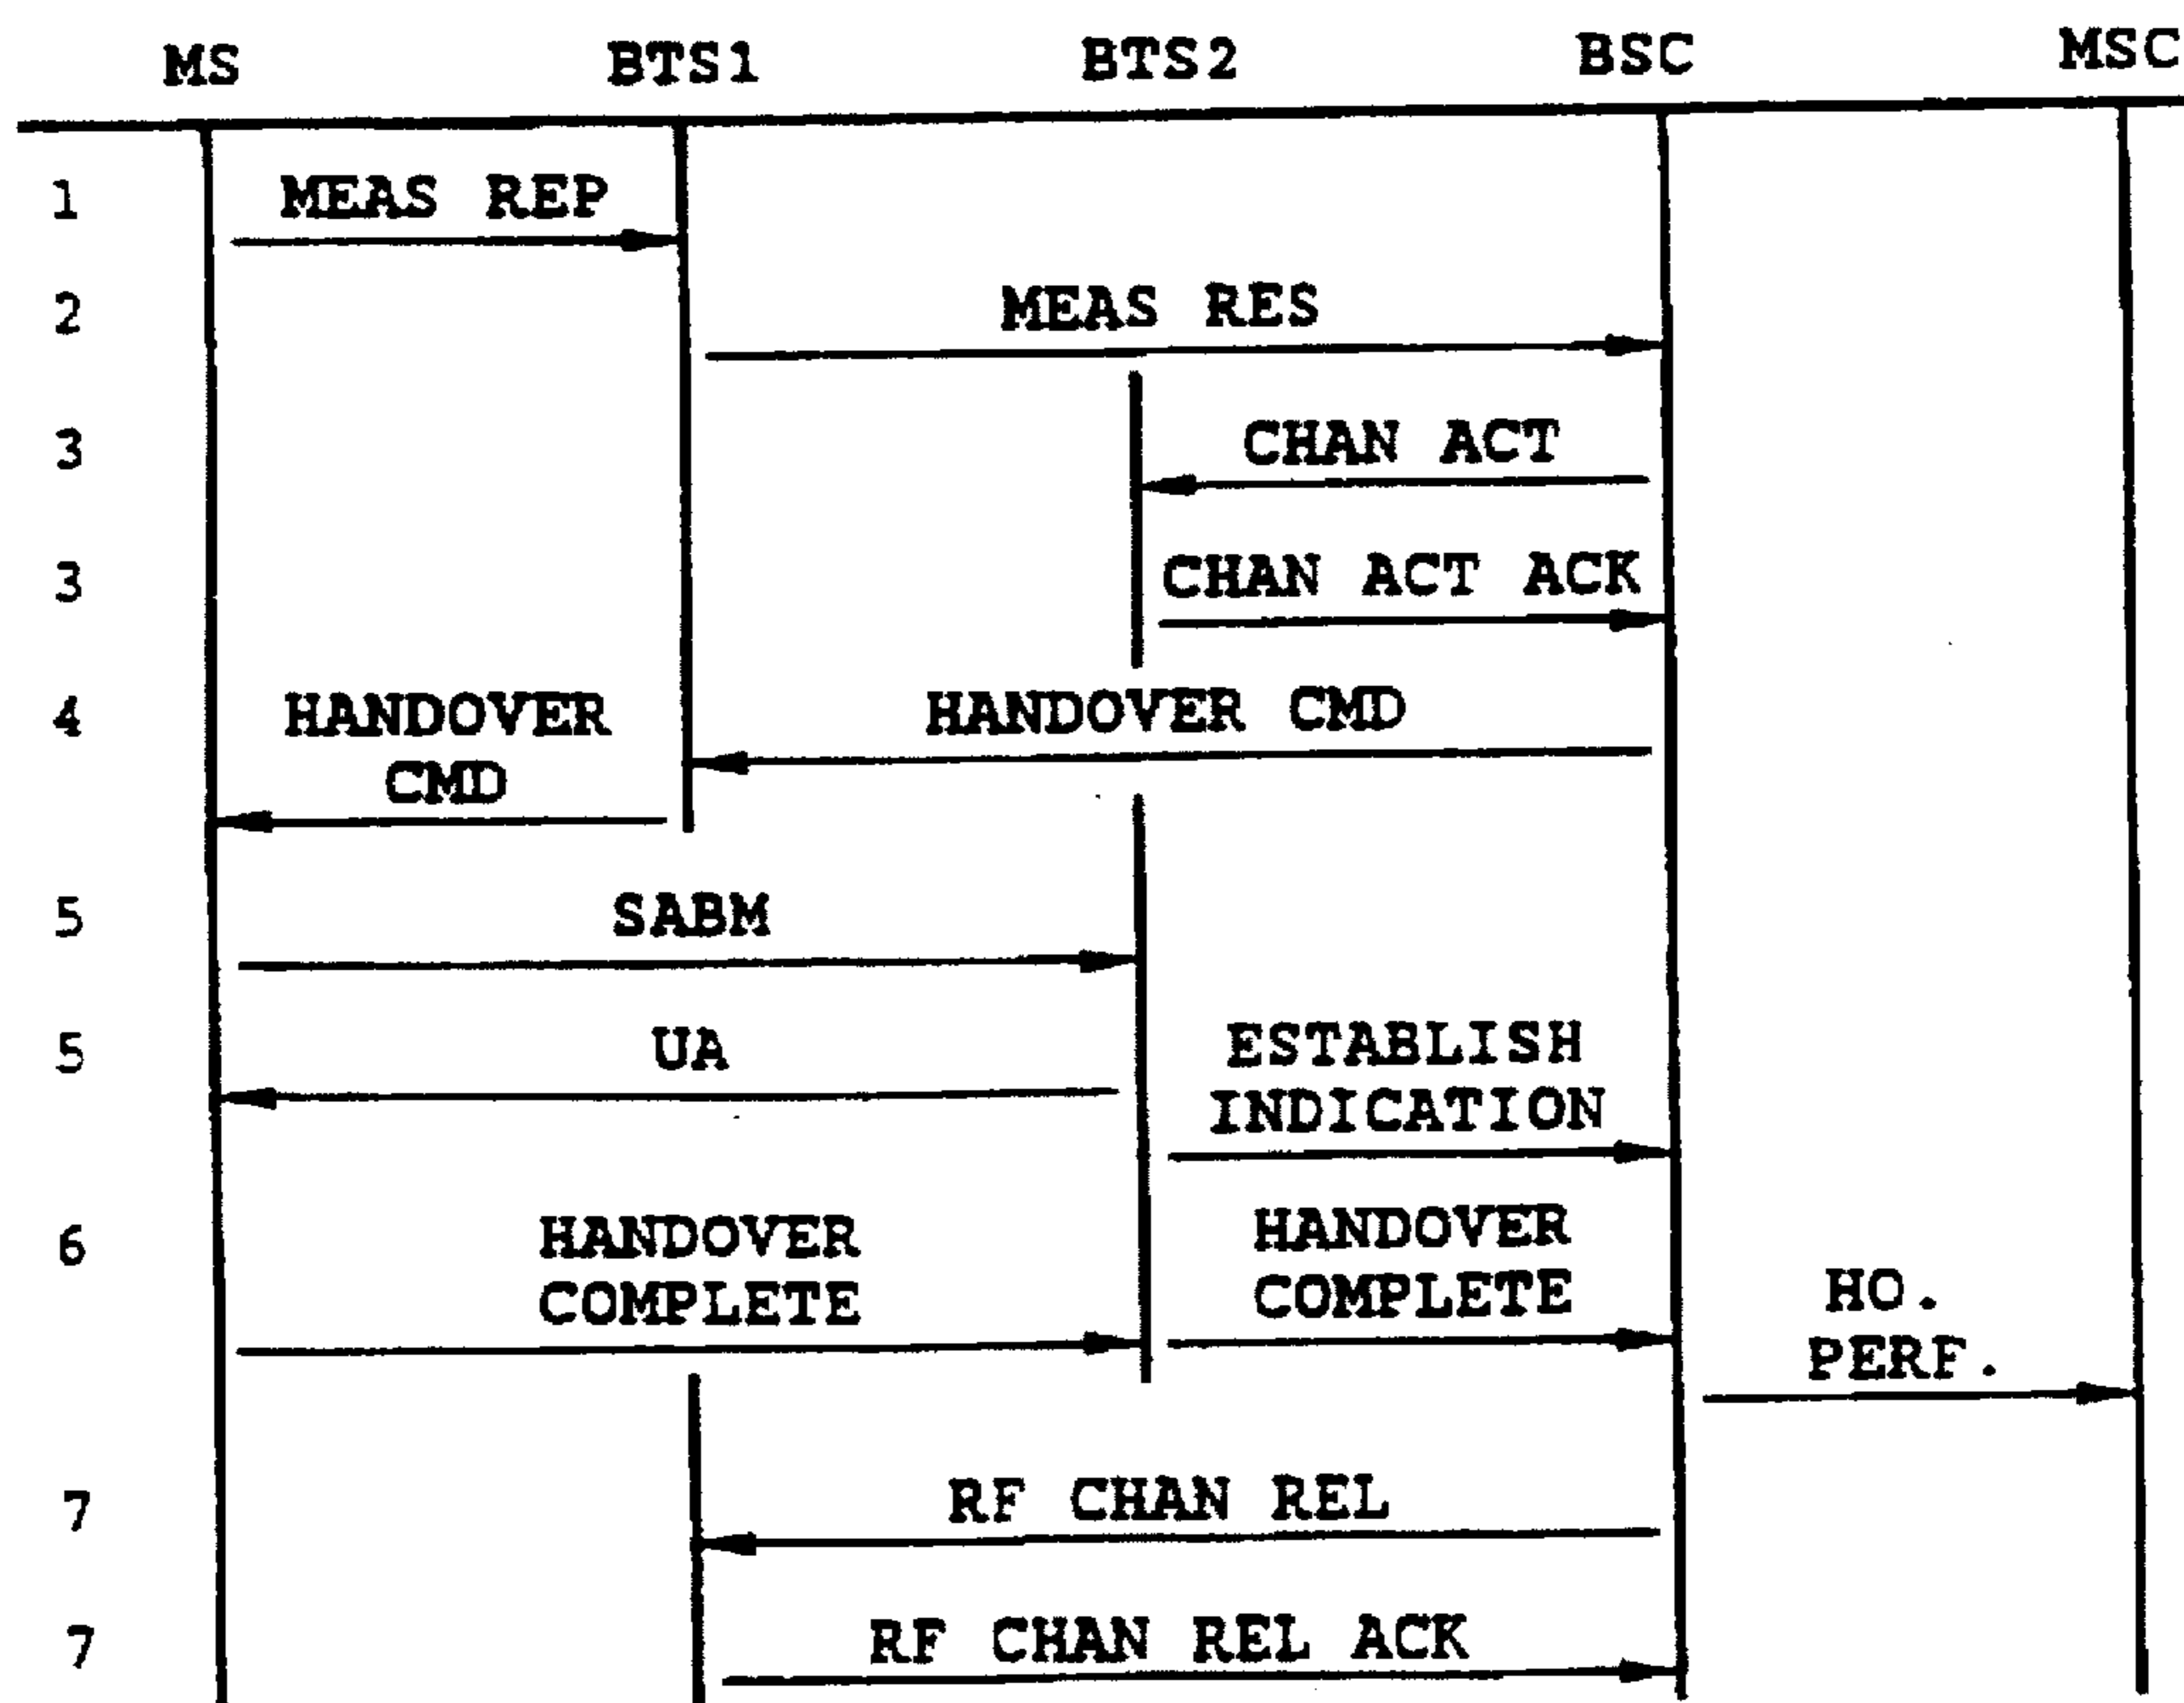 MS BTS1 BTS2 BSC MSC
1 MEAS REP
2 MEAS RES
3 CHAN ACT
3 CHAN ACT ACK
4 HANDOVER HANDOVER CMD
CMD
5 SABM
5 UA ESTABLISH
INDICATION
6 HANDOVER HANDOVER
COMPLETE COMPLETE HO.
PERF.
7 RF CHAN REL
7 RF CHAN REL ACK